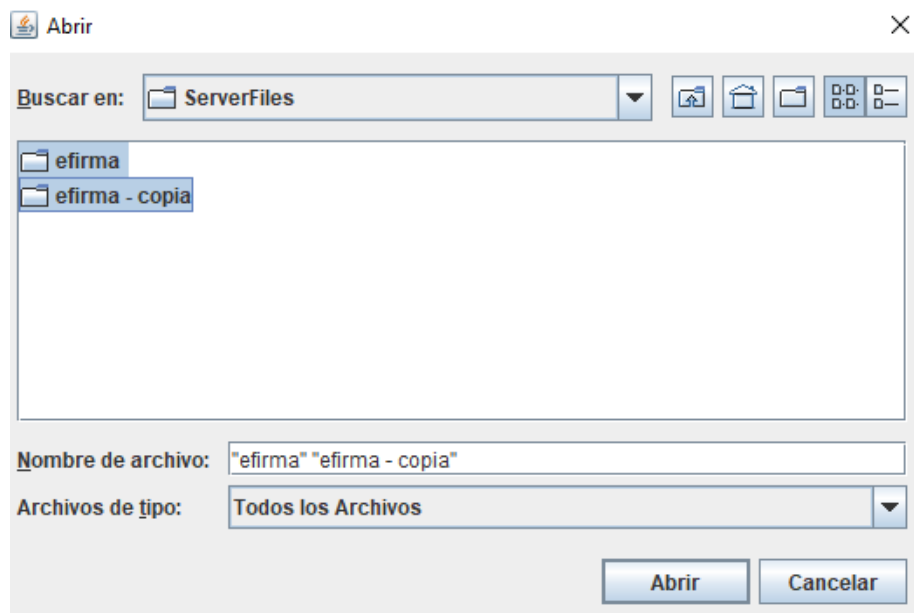 Abrir
Buscar en: ServerFiles
efirma
efirma - copia
Nombre de archivo: "efirma" "efirma - copia"
Archivos de tipo: Todos los Archivos
Abrir Cancelar